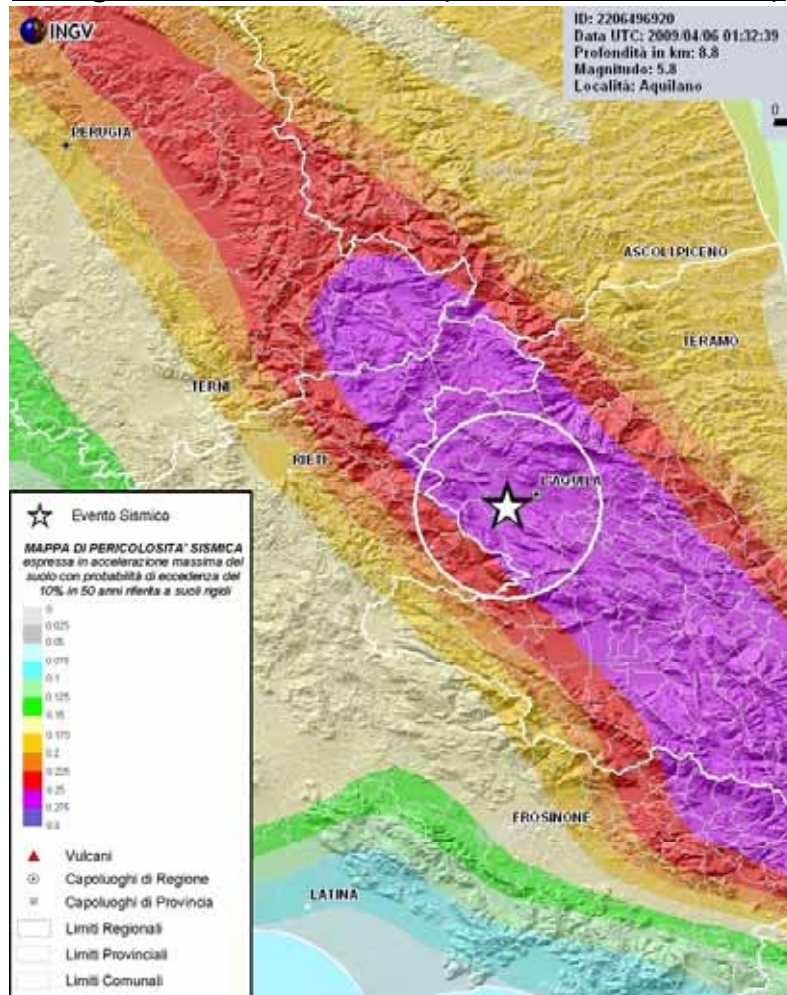 INGV
ID: 2206496920
Data UTC: 2009/04/06 01:32:39
Profondità in km: 8.8
Magnitudo: 5.8
Località: Aquilano
0
PERUGIA
ASCOLI PICENO
TERAMO
TERNI
RIETI
L'AQUILA
Evento Sismico
MAPPA DI PERICOLOSITA' SISMICA
espressa in accelerazione massima del
suolo con probabilità di eccedenza del
10% in 50 anni riferita a suoli rigidi
0
0.025
0.05
0.075
0.1
0.125
0.15
0.175
0.2
0.225
0.25
0.275
0.3
FROSINONE
LATINA
Vulcani
Capoluoghi di Regione
Capoluoghi di Provincia
Limiti Regionali
Limiti Provinciali
Limiti Comunali